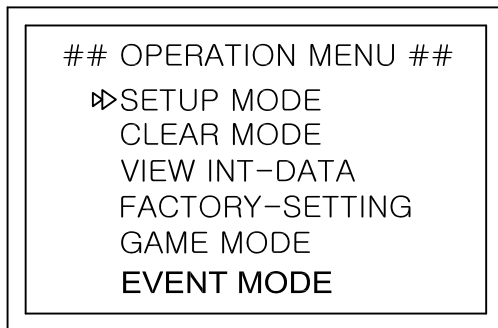 ## OPERATION MENU ##
SETUP MODE
CLEAR MODE
VIEW INT-DATA
FACTORY-SETTING
GAME MODE
EVENT MODE